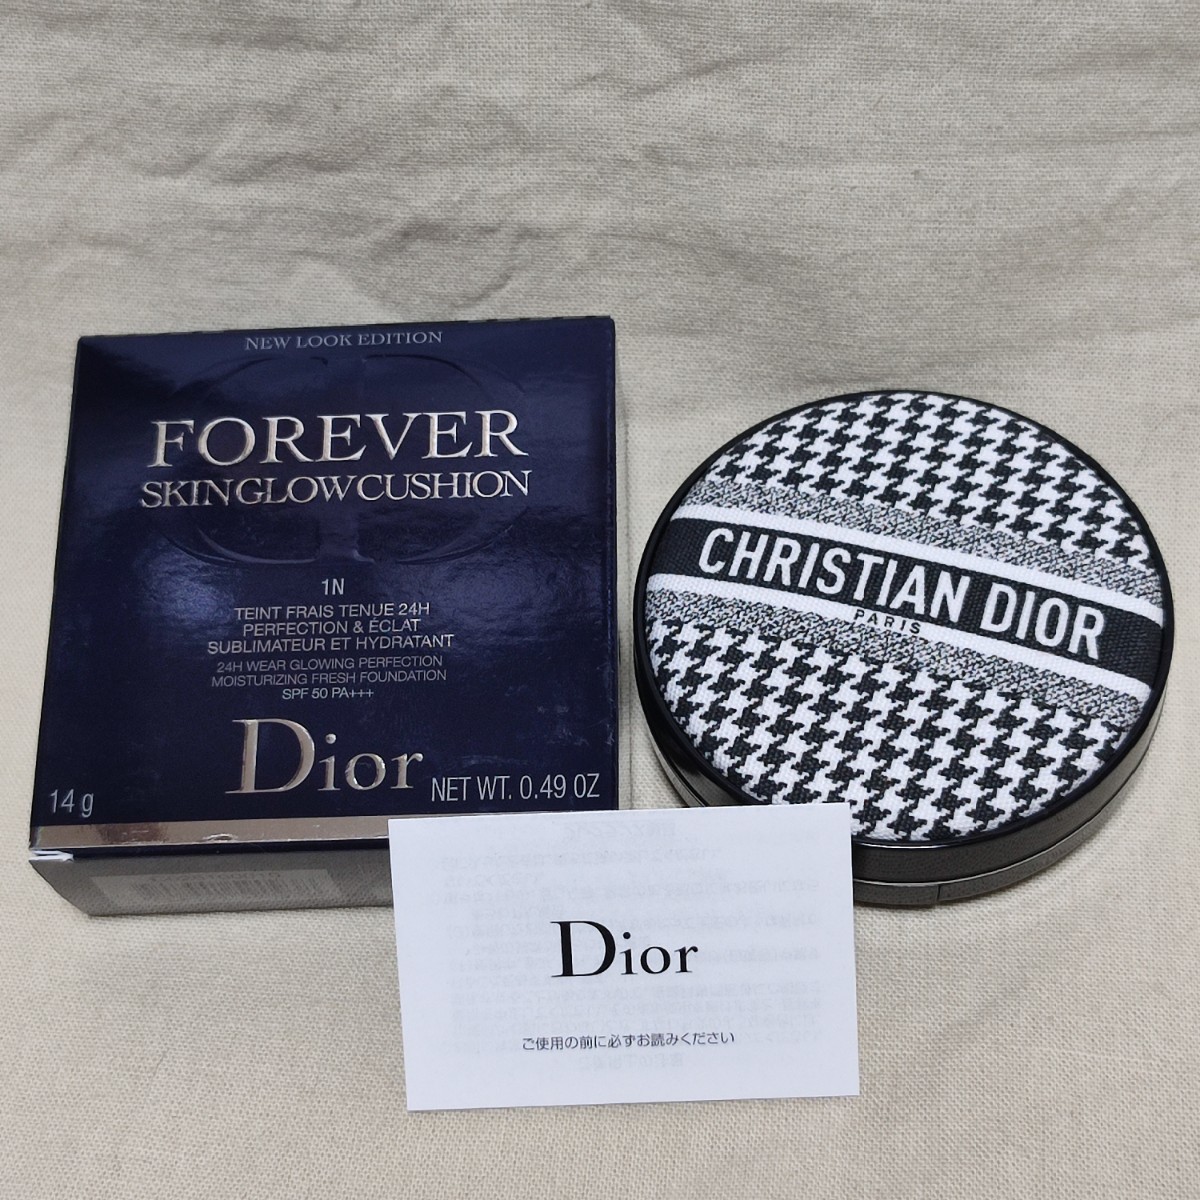 NEW LOOK EDITION
FOREVER
SKINGLOWCUSHION
1N
TEINT FRAIS TENUE 24H
PERFECTION & ÉCLAT
SUBLIMATEUR ET HYDRATANT
24H WEAR GLOWING PERFECTION
MOISTURIZING FRESH FOUNDATION
SPF 50 PA+++
Dior
14 g
NET WT. 0.49 OZ
CHRISTIAN DIOR
PARIS
Dior
ご使用の前に必ずお読みください